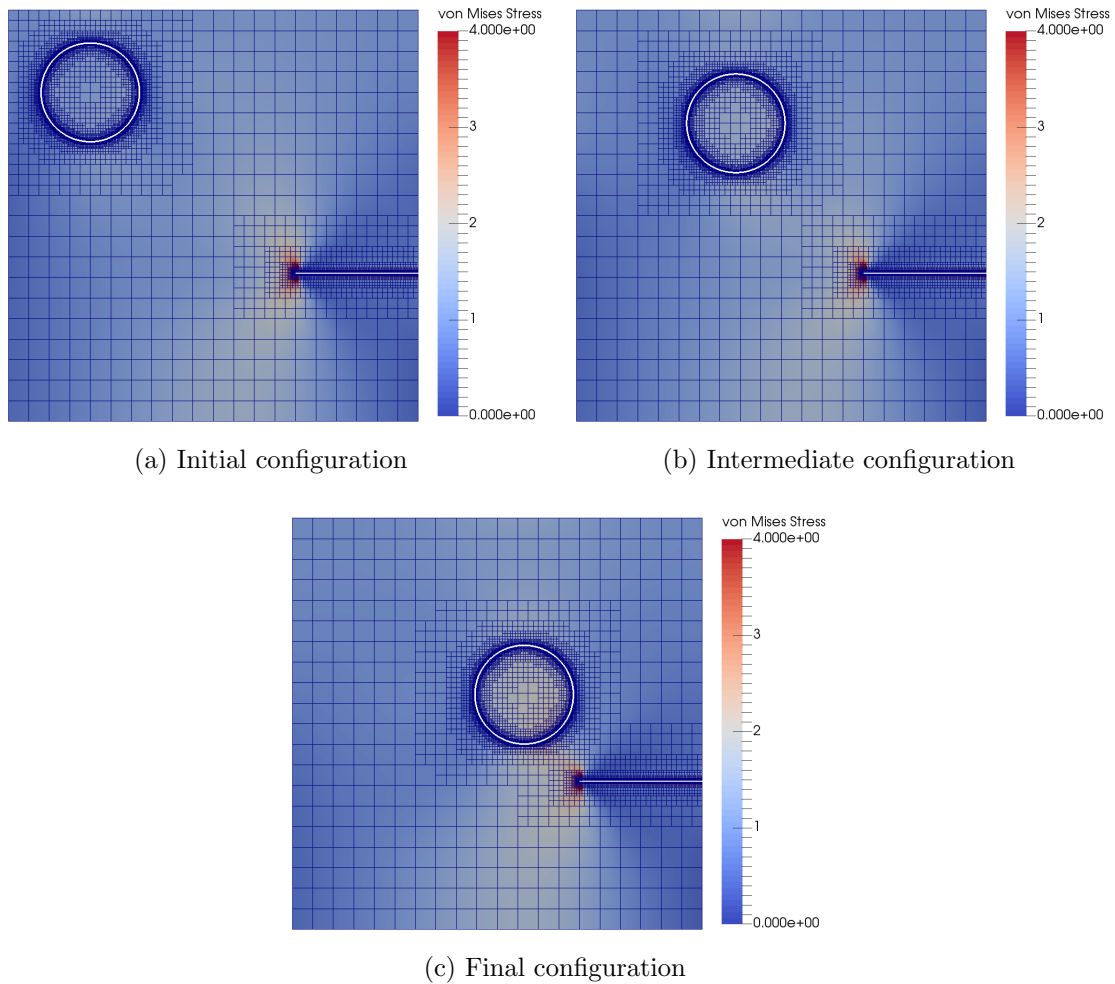 von Mises Stress
4.000e+00
3
2
1
0.000e+00
(a) Initial configuration
von Mises Stress
4.000e+00
3
2
1
0.000e+00
(b) Intermediate configuration
von Mises Stress
4.000e+00
3
2
1
0.000e+00
(c) Final configuration